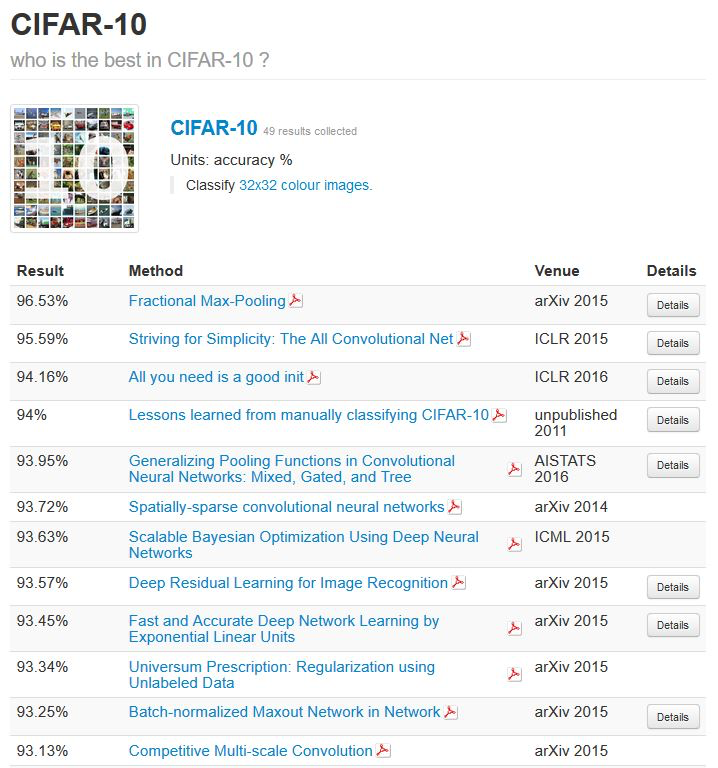 CIFAR-10
who is the best in CIFAR-10 ?
10
CIFAR-10 49 results collected
Units: accuracy %
Classify 32x32 colour images.
Result Method Venue Details
96.53% Fractional Max-Pooling arXiv 2015 Details
95.59% Striving for Simplicity: The All Convolutional Net ICLR 2015 Details
94.16% All you need is a good init ICLR 2016 Details
94% Lessons learned from manually classifying CIFAR-10 unpublished Details
2011
93.95% Generalizing Pooling Functions in Convolutional AISTATS Details
Neural Networks: Mixed, Gated, and Tree 2016
93.72% Spatially-sparse convolutional neural networks arXiv 2014
93.63% Scalable Bayesian Optimization Using Deep Neural ICML 2015
Networks
93.57% Deep Residual Learning for Image Recognition arXiv 2015 Details
93.45% Fast and Accurate Deep Network Learning by arXiv 2015 Details
Exponential Linear Units
93.34% Universum Prescription: Regularization using arXiv 2015
Unlabeled Data
93.25% Batch-normalized Maxout Network in Network arXiv 2015 Details
93.13% Competitive Multi-scale Convolution arXiv 2015